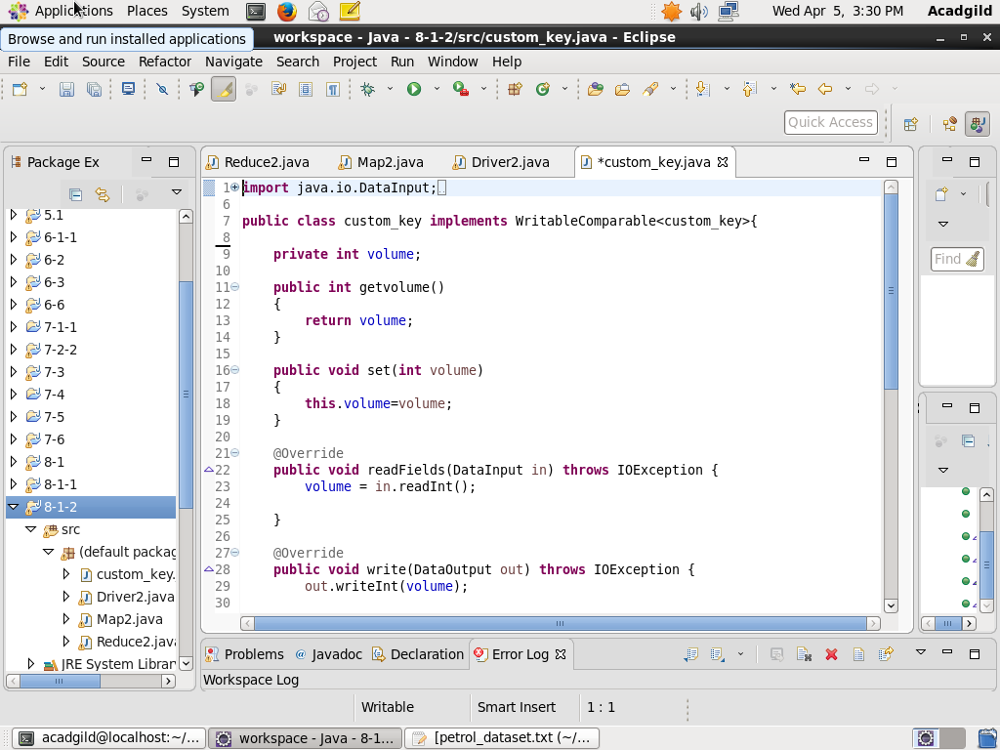 Applications Places System Wed Apr 5, 3:30 PM Acadgild
Browse and run installed applications
workspace - Java - 8-1-2/src/custom_key.java - Eclipse
File Edit Source Refactor Navigate Search Project Run Window Help
Quick Access
Package Ex
Reduce2.java Map2.java Driver2.java *custom_key.java
5.1
6-1-1
6-2
6-3
6-6
7-1-1
7-2-2
7-3
7-4
7-5
7-6
8-1
8-1-1
8-1-2
src
(default packag
custom_key.
Driver2.java
Map2.java
Reduce2.java
JRE System Library
1 import java.io.DataInput;
6
7 public class custom_key implements WritableComparable<custom_key>{
8
9 private int volume;
10
11 public int getvolume()
12 {
13 return volume;
14 }
15
16 public void set(int volume)
17 {
18 this.volume=volume;
19 }
20
21 @Override
22 public void readFields(DataInput in) throws IOException {
23 volume = in.readInt();
24
25 }
26
27 @Override
28 public void write(DataOutput out) throws IOException {
29 out.writeInt(volume);
30
Find
Problems @ Javadoc Declaration Error Log
Workspace Log
Writable Smart Insert 1 : 1
acadgild@localhost:~/... workspace - Java - 8-1... [petrol_dataset.txt (~/...